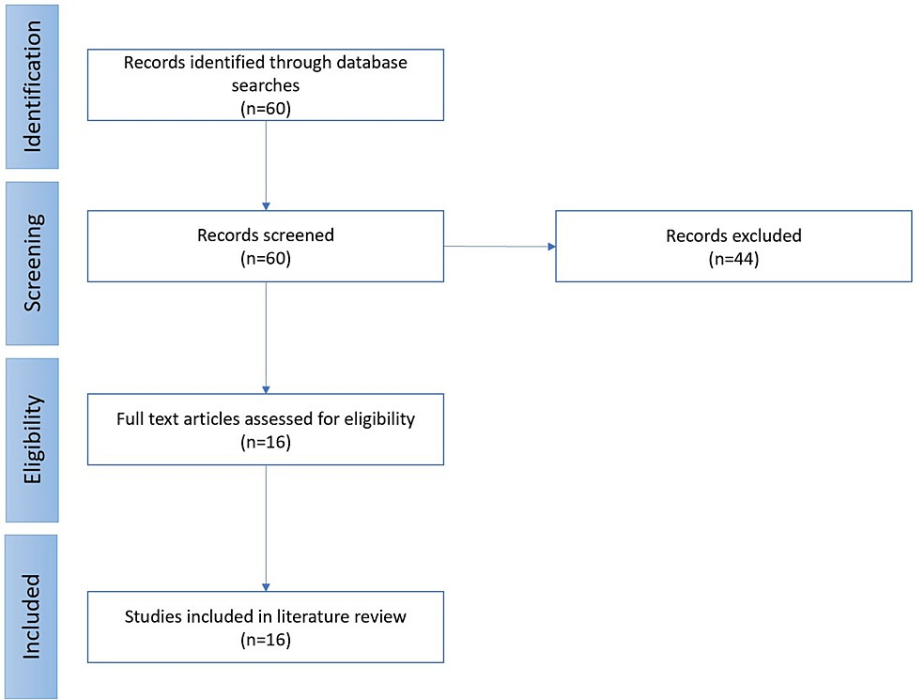 Identification
Records identified through database
searches
(n=60)
Screening
Records screened
(n=60)
Records excluded
(n=44)
Eligibility
Full text articles assessed for eligibility
(n=16)
Included
Studies included in literature review
(n=16)